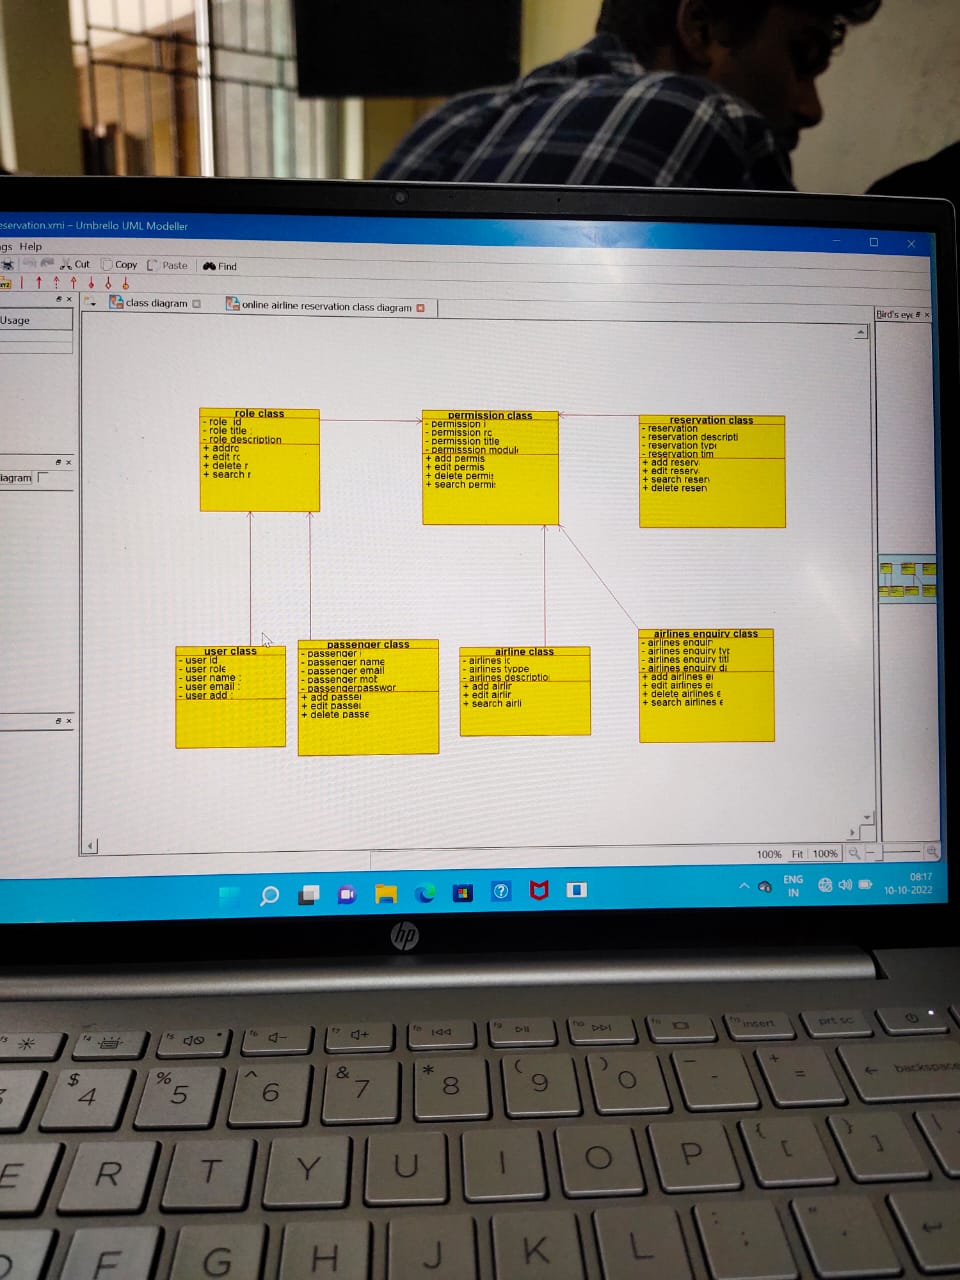 eservation.xmi – Umbrello UML Modeller
gs Help
Cut Copy Paste Find
class diagram online airline reservation class diagram
Usage
Bird's eye
iagram
role class
- role id
- role title :
- role description
+ addrc
+ edit rc
+ delete r
+ search r
permission class
- permission i
- permission rc
- permission title
- permisssion module
+ add permis
+ edit permis
+ delete permi:
+ search permi:
reservation class
- reservation
- reservation descripti
- reservation type
- reservation tim
+ add reserv
+ edit reserv
+ search reser
+ delete reser
user class
- user id
- user role
- user name :
- user email :
- user add :
passenger class
- passenger i
- passenger name
- passenger email
- passenger mot
- passengerpasswor
+ add passei
+ edit passei
+ delete passe
airline class
- airlines ic
- airlines typpe
- airlines descriptio
+ add airlir
+ edit airlir
+ search airli
airlines enquiry class
- airlines enquir
- airlines enquiry tyt
- airlines enquiry titl
- airlines enquiry di
+ add airlines ei
+ edit airlines ei
+ delete airlines e
+ search airlines e
100% Fit 100%
ENG
IN
08:17
10-10-2022
hp
insert
prt sc
$ 4 % 5 ^ 6 & 7 * 8 ( 9 ) 0 _ - + = backspace
E R T Y U I O P { [ } ]
F G H J K L : ;